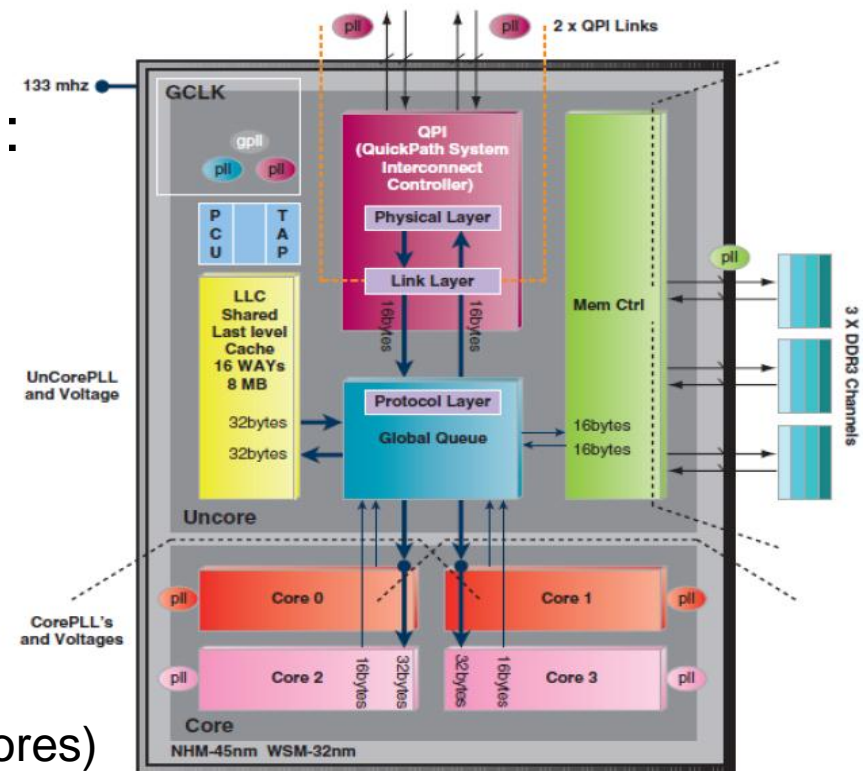 pll
pll
2 x QPI Links
133 mhz
GCLK
:
gpll
pll
pll
QPI
(QuickPath System
Interconnect
Controller)
Physical Layer
Link Layer
16bytes
16bytes
P
C
U
T
A
P
LLC
Shared
Last level
Cache
16 WAYs
8 MB
32bytes
32bytes
Mem Ctrl
pll
16bytes
16bytes
3 X DDR3 Channels
UnCorePLL
and Voltage
Protocol Layer
Global Queue
Uncore
pll
Core 0
Core 1
pll
CorePLL's
and Voltages
pll
Core 2
16bytes
32bytes
32bytes
16bytes
Core 3
pll
Core
ores)
NHM-45nm WSM-32nm